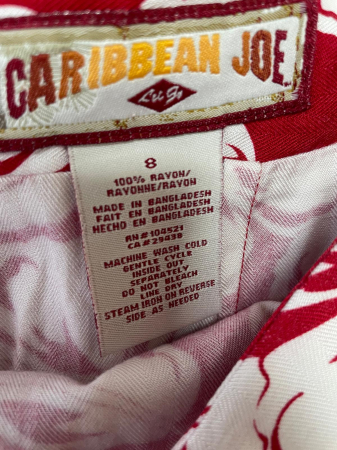 CARIBBEAN JOE
8
100% RAYON/
RAYONNE/RAYON
MADE IN BANGLADESH
FAIT EN BANGLADESH
HECHO EN BANGLADESH
RN#104521
CA#29438
MACHINE WASH COLD
GENTLE CYCLE
INSIDE OUT
SEPARATELY
DO NOT BLEACH
LINE DRY
STEAM IRON ON REVERSE
SIDE AS NEEDED